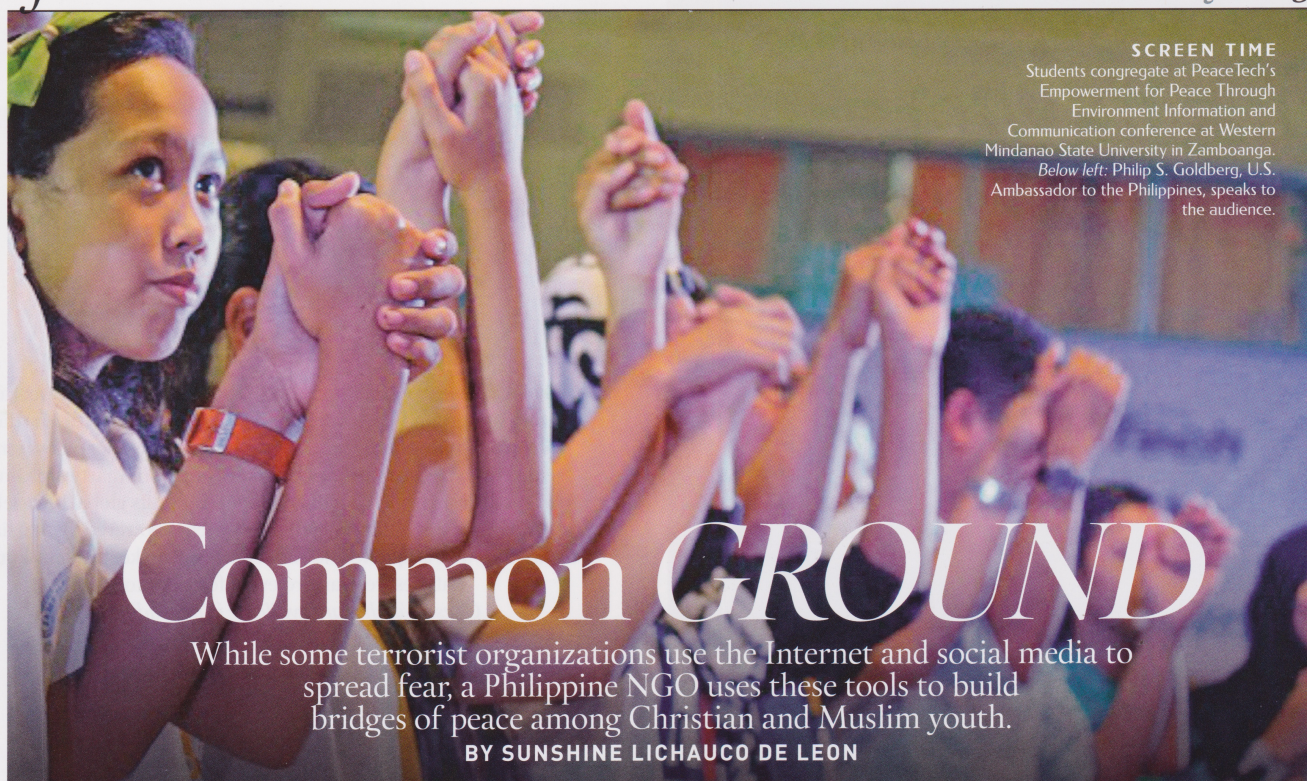 SCREEN TIME
Students congregate at PeaceTech's
Empowerment for Peace Through
Environment Information and
Communication conference at Western
Mindanao State University in Zamboanga.
Below left: Philip S. Goldberg, U.S.
Ambassador to the Philippines, speaks to
the audience.
Common GROUND
While some terrorist organizations use the Internet and social media to
spread fear, a Philippine NGO uses these tools to build
bridges of peace among Christian and Muslim youth.
BY SUNSHINE LICHAUCO DE LEON